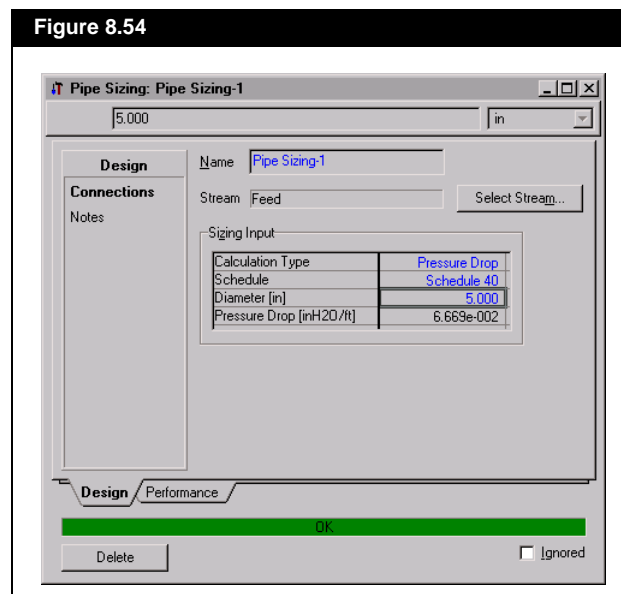 Figure 8.54
Pipe Sizing: Pipe Sizing-1
5.000 in
Design
Connections
Notes
Name Pipe Sizing-1
Stream Feed Select Stream...
Sizing Input
Calculation Type Pressure Drop
Schedule Schedule 40
Diameter [in] 5.000
Pressure Drop [inH2O/ft] 6.669e-002
Design Performance
OK
Delete Ignored